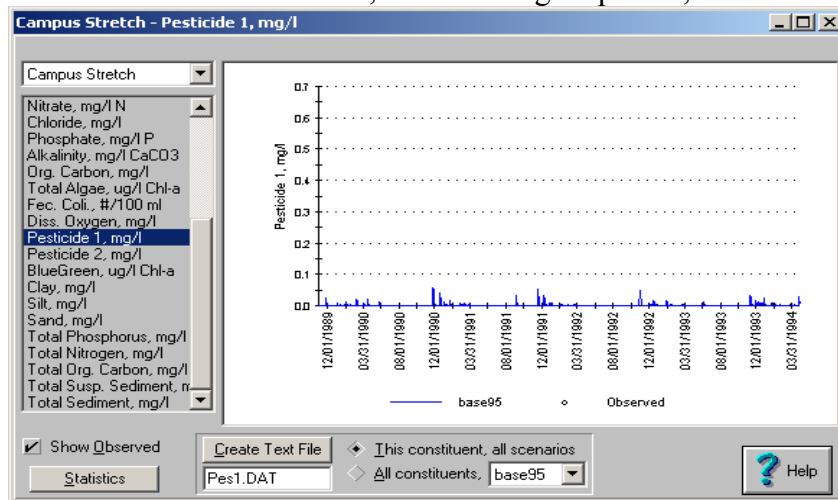 Campus Stretch - Pesticide 1, mg/l
Campus Stretch
Nitrate, mg/l N
Chloride, mg/l
Phosphate, mg/l P
Alkalinity, mg/l CaCO3
Org. Carbon, mg/l
Total Algae, ug/l Chl-a
Fec. Coli., #/100 ml
Diss. Oxygen, mg/l
Pesticide 1, mg/l
Pesticide 2, mg/l
BlueGreen, ug/l Chl-a
Clay, mg/l
Silt, mg/l
Sand, mg/l
Total Phosphorus, mg/l
Total Nitrogen, mg/l
Total Org. Carbon, mg/l
Total Susp. Sediment, m
Total Sediment, mg/l
Pesticide 1, mg/l
0.7
0.6
0.5
0.4
0.3
0.2
0.1
0.0
12/01/1989
03/31/1990
08/01/1990
12/01/1990
03/31/1991
08/01/1991
12/01/1991
03/31/1992
08/01/1992
12/01/1992
03/31/1993
08/01/1993
12/01/1993
03/31/1994
base95
Observed
Show Observed
Statistics
Create Text File
Pes1.DAT
This constituent, all scenarios
All constituents, base95
Help